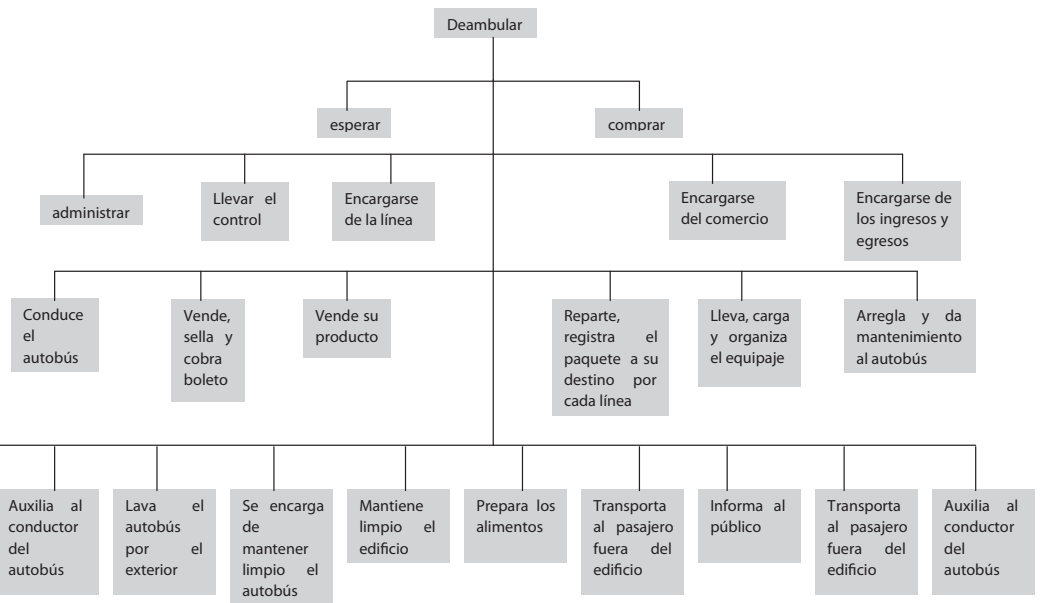 Deambular
esperar
comprar
administrar
Llevar el
control
Encargarse
de la línea
Encargarse
del comercio
Encargarse de
los ingresos y
egresos
Conduce
el
autobús
Vende,
sella y
cobra
boleto
Vende su
producto
Reparte,
registra el
paquete a su
destino por
cada línea
Lleva, carga
y organiza
el equipaje
Arregla y da
mantenimiento
al autobús
Auxilia al
conductor
del
autobús
Lava el
autobús
por el
exterior
Se encarga
de
mantener
limpio el
autobús
Mantiene
limpio el
edificio
Prepara los
alimentos
Transporta
al pasajero
fuera del
edificio
Informa al
público
Transporta
al pasajero
fuera del
edificio
Auxilia al
conductor
del
autobús